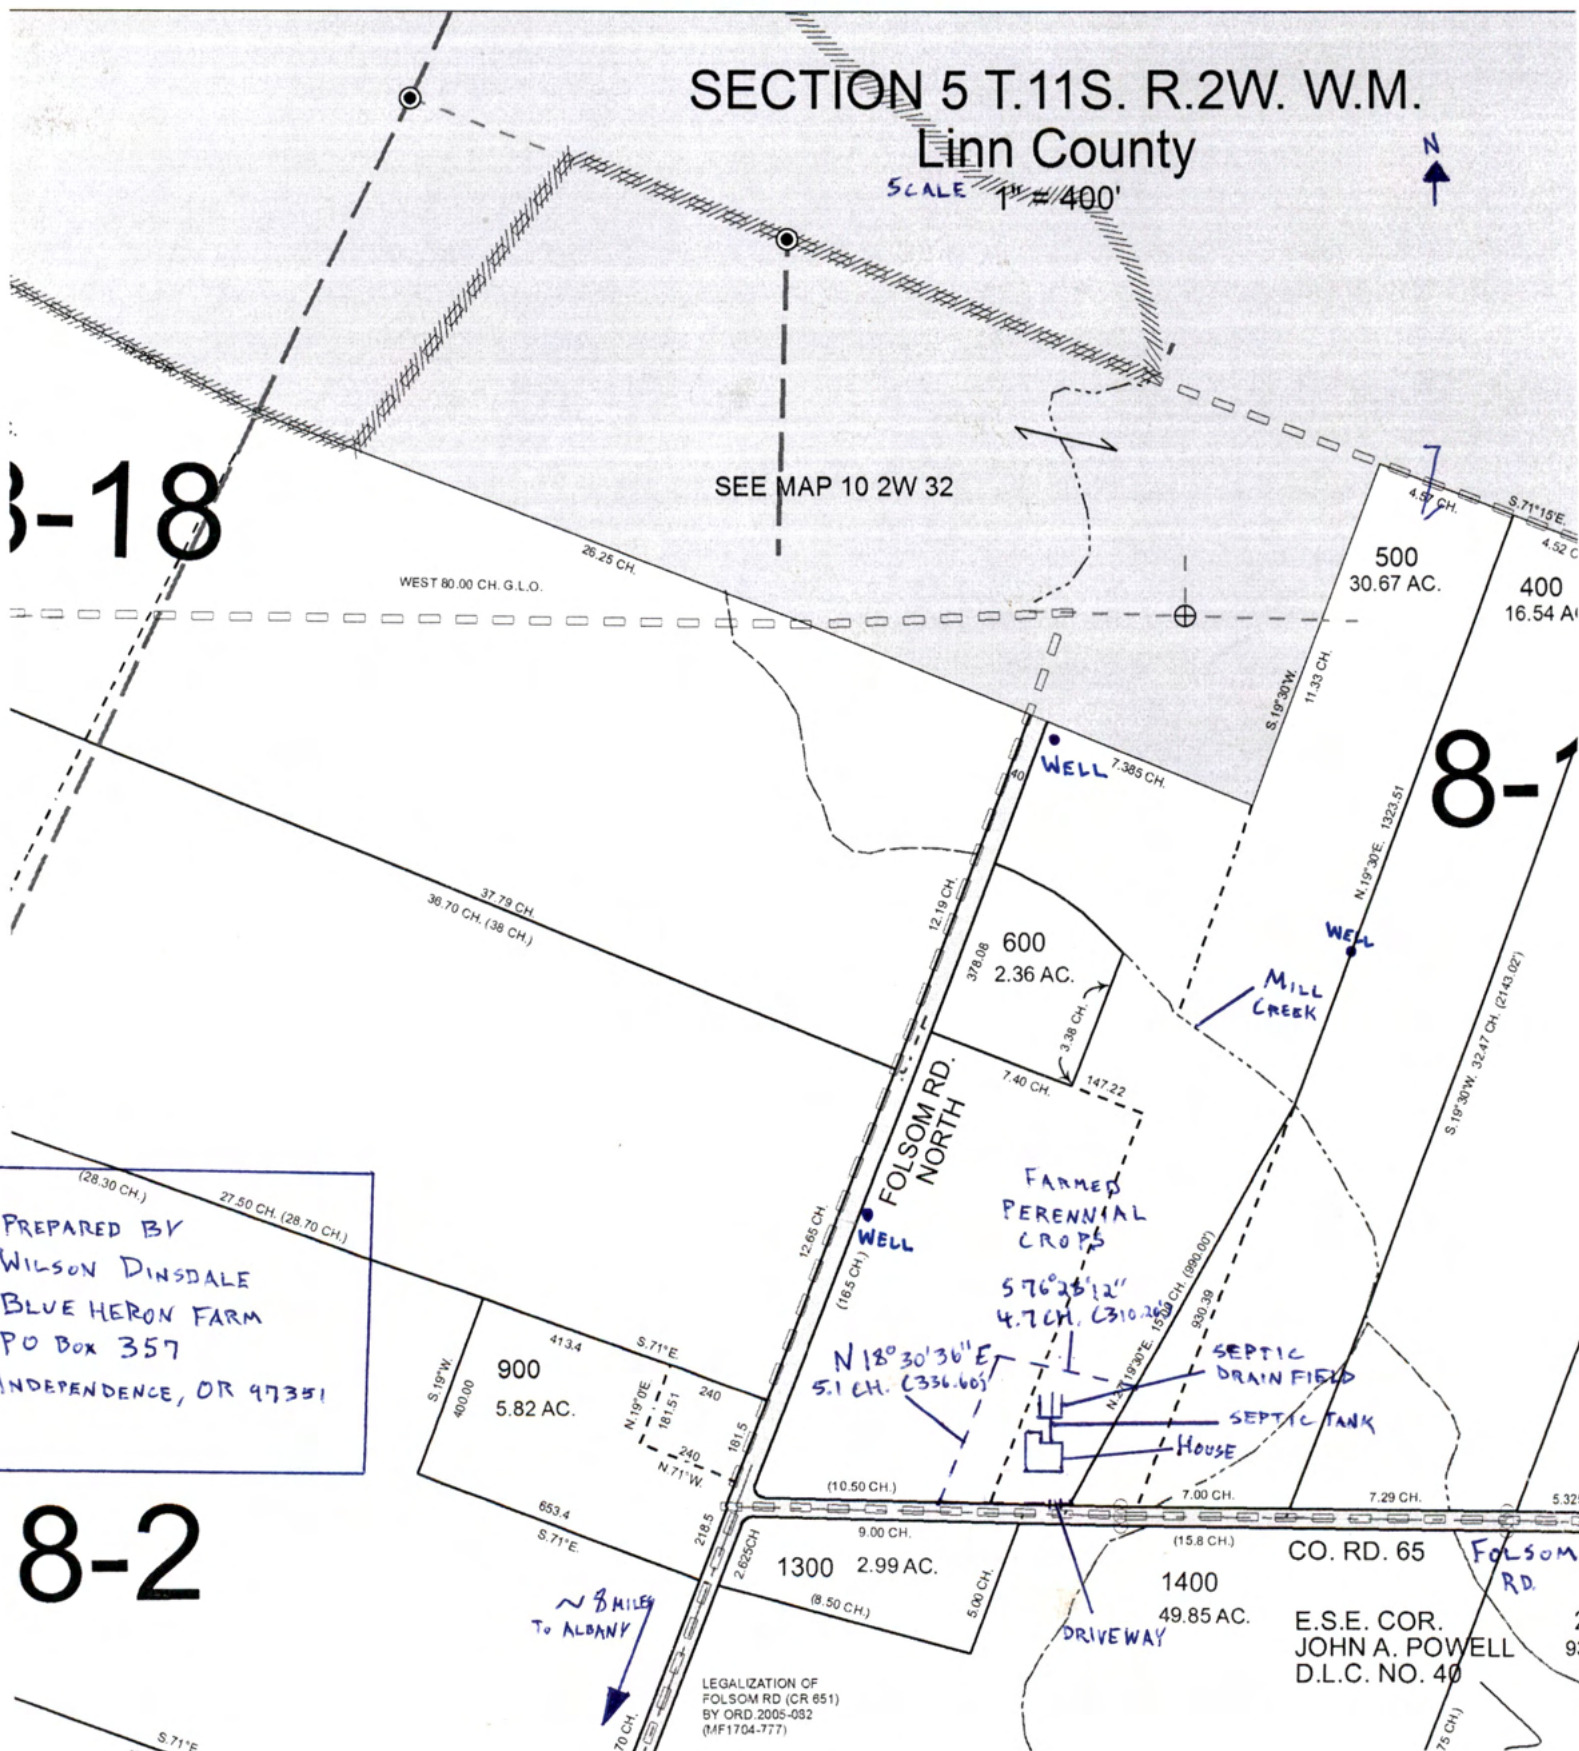 SECTION 5 T.11S. R.2W. W.M.
Linn County
SCALE 1" = 400'
N
8-18
SEE MAP 10 2W 32
26.25 CH.
WEST 80.00 CH. G.L.O.
4.57 CH.
S.71°15'E.
4.52 C
500
30.67 AC.
400
16.54 A
S.19°30'W.
11.33 CH.
8-1
40
WELL
7.385 CH.
N.19°30'E. 1323.51
37.79 CH.
36.70 CH. (38 CH.)
12.19 CH.
378.08
600
2.36 AC.
3.38 CH.
WELL
MILL
CREEK
S.19°30'W. 32.47 CH. (2143.02')
7.40 CH.
147.22
FOLSOM RD.
NORTH
(28.30 CH.)
27.50 CH. (28.70 CH.)
PREPARED BY
WILSON DINSDALE
BLUE HERON FARM
PO BOX 357
INDEPENDENCE, OR 97351
12.65 CH.
WELL
(16.5 CH.)
FARMED
PERENNIAL
CROPS
S76°28'12"
4.7 CH.
930.39
N 18°30'36" E
5.1 CH. (336.60)
SEPTIC
DRAIN FIELD
SEPTIC TANK
HOUSE
413.4
S.71°E.
900
5.82 AC.
S.19°W.
400.00
N.19°0'E.
181.51
240
181.5
240
N.71°W.
653.4
S.71°E.
218.5
(10.50 CH.)
7.00 CH.
7.29 CH.
5.325
9.00 CH.
(15.8 CH.)
CO. RD. 65
FOLSOM
RD.
2.625CH
1300 2.99 AC.
(8.50 CH.)
5.00 CH.
1400
49.85 AC.
DRIVEWAY
E.S.E. COR.
JOHN A. POWELL
D.L.C. NO. 40
8-2
~ 8 MILES
TO ALBANY
LEGALIZATION OF
FOLSOM RD (CR 651)
BY ORD.2005-082
(MF1704-777)
70 CH.
75 CH.)
S.71°E